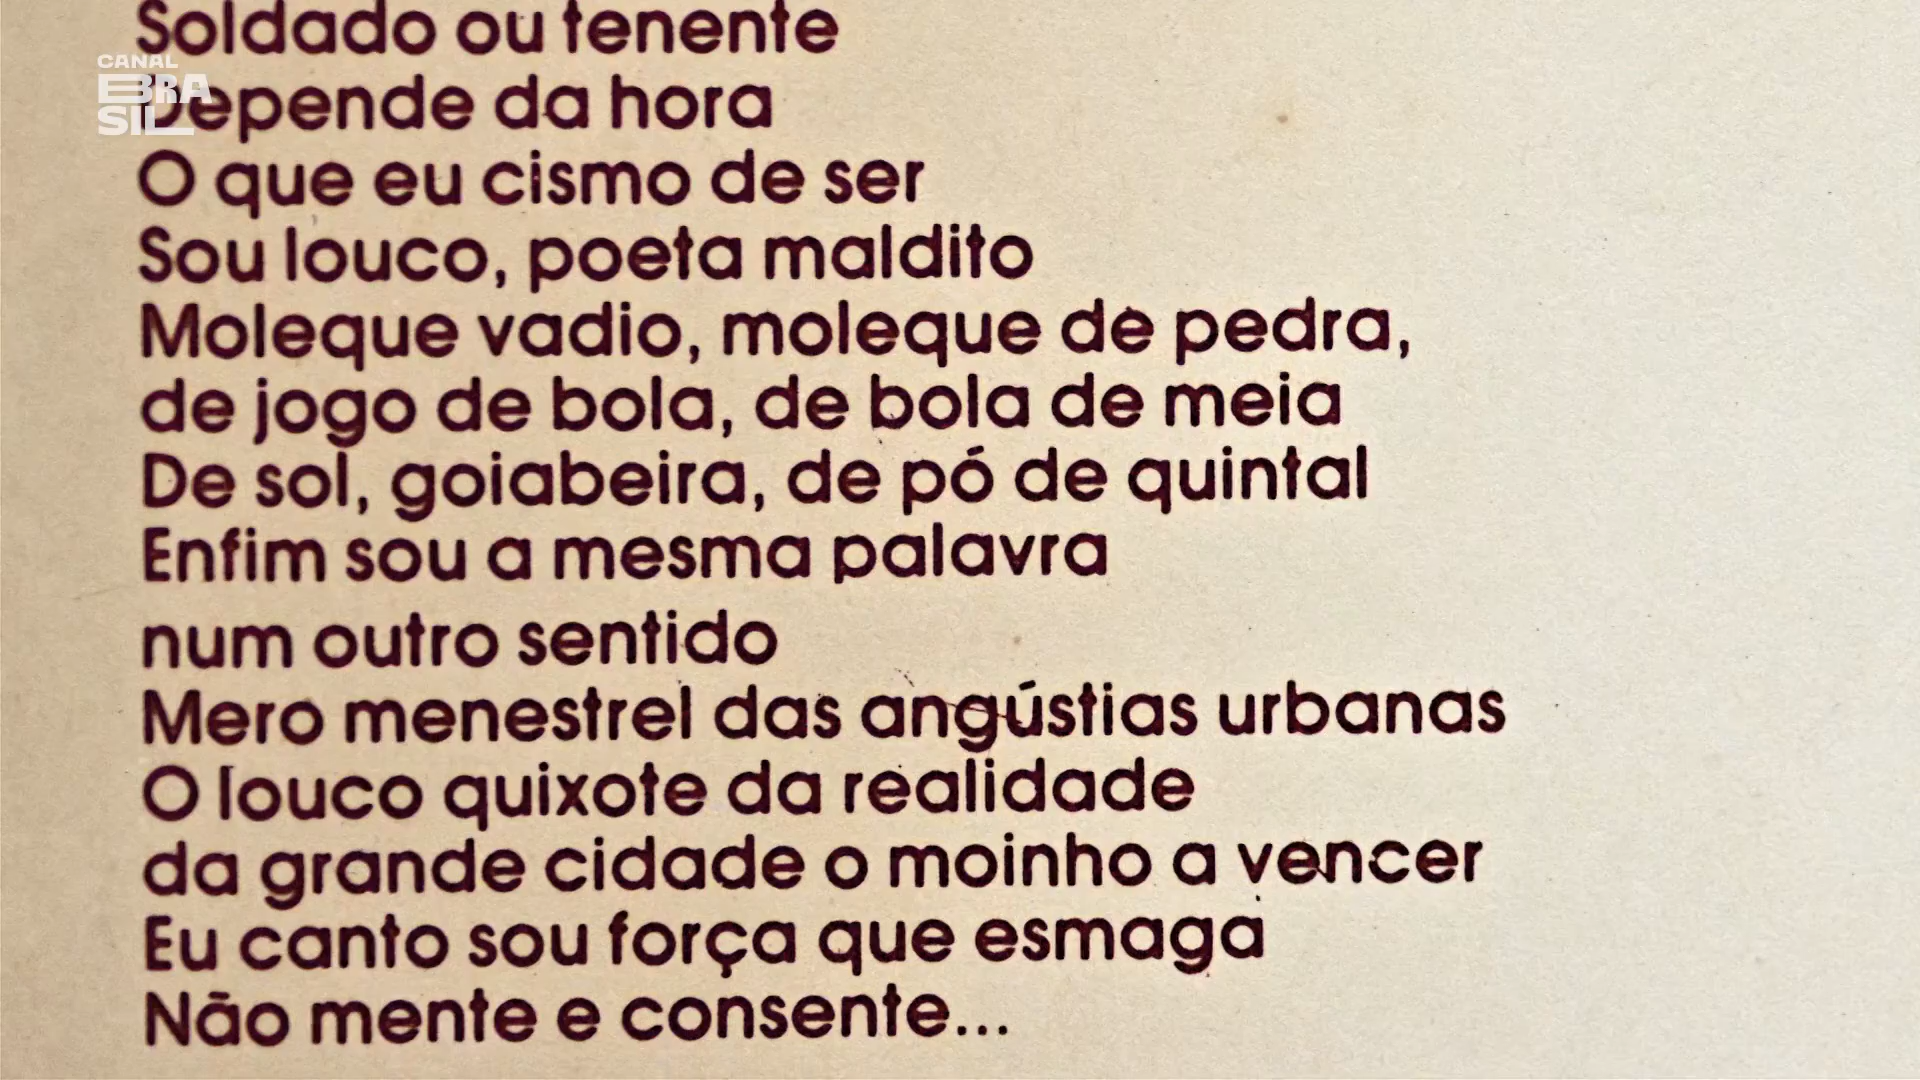 Soldado ou tenente
CANAL
BRA
SIL
Depende da hora
O que eu cismo de ser
Sou louco, poeta maldito
Moleque vadio, moleque de pedra,
de jogo de bola, de bola de meia
De sol, goiabeira, de pó de quintal
Enfim sou a mesma palavra
num outro sentido
Mero menestrel das angústias urbanas
O louco quixote da realidade
da grande cidade o moinho a vencer
Eu canto sou força que esmaga
Não mente e consente...